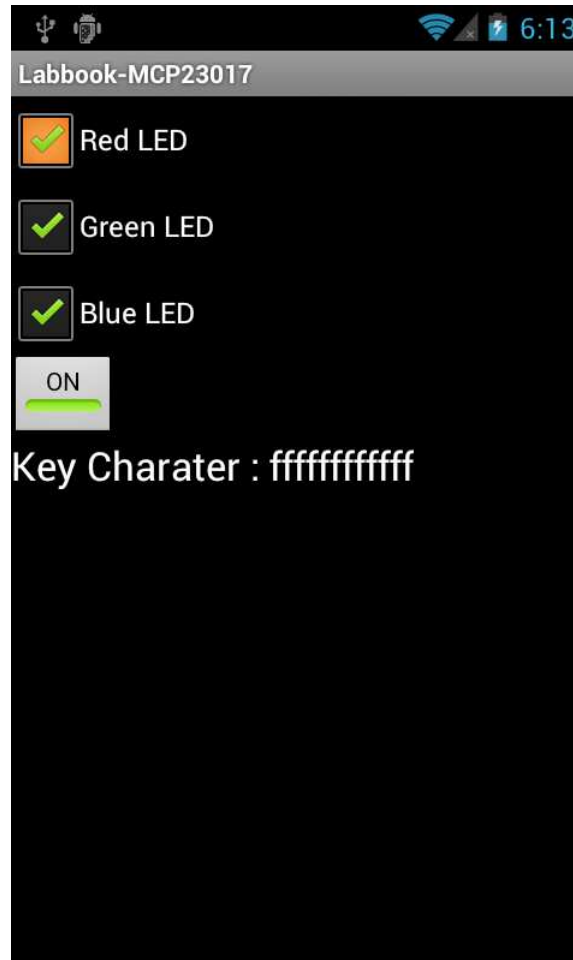 6:13
Labbook-MCP23017
Red LED
Green LED
Blue LED
ON
Key Charater : ffffffffffff